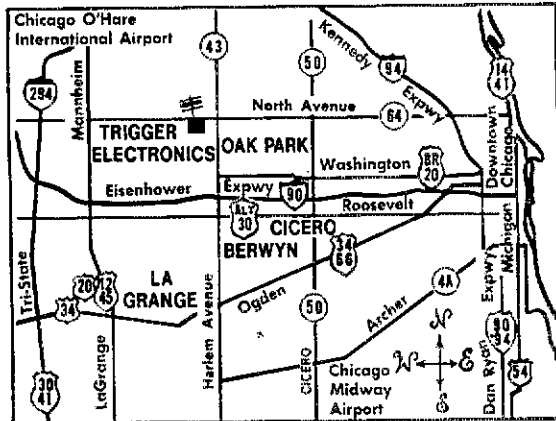 Chicago O'Hare
International Airport
43
50
Kennedy
Expwy
94
14
41
294
Mannheim
North Avenue
64
TRIGGER
ELECTRONICS
OAK PARK
Washington
BR
20
Downtown
Chicago
Eisenhower
Expwy
90
Roosevelt
ALT
30
CICERO
BERWYN
34
66
Tri-State
LA
GRANGE
20
12
45
34
Ogden
Archer
4A
Expwy
Michigan
Harlem Avenue
50
CICERO
N
W
E
S
90
94
Dan Ryan
54
30
41
LaGrange
Chicago
Midway
Airport